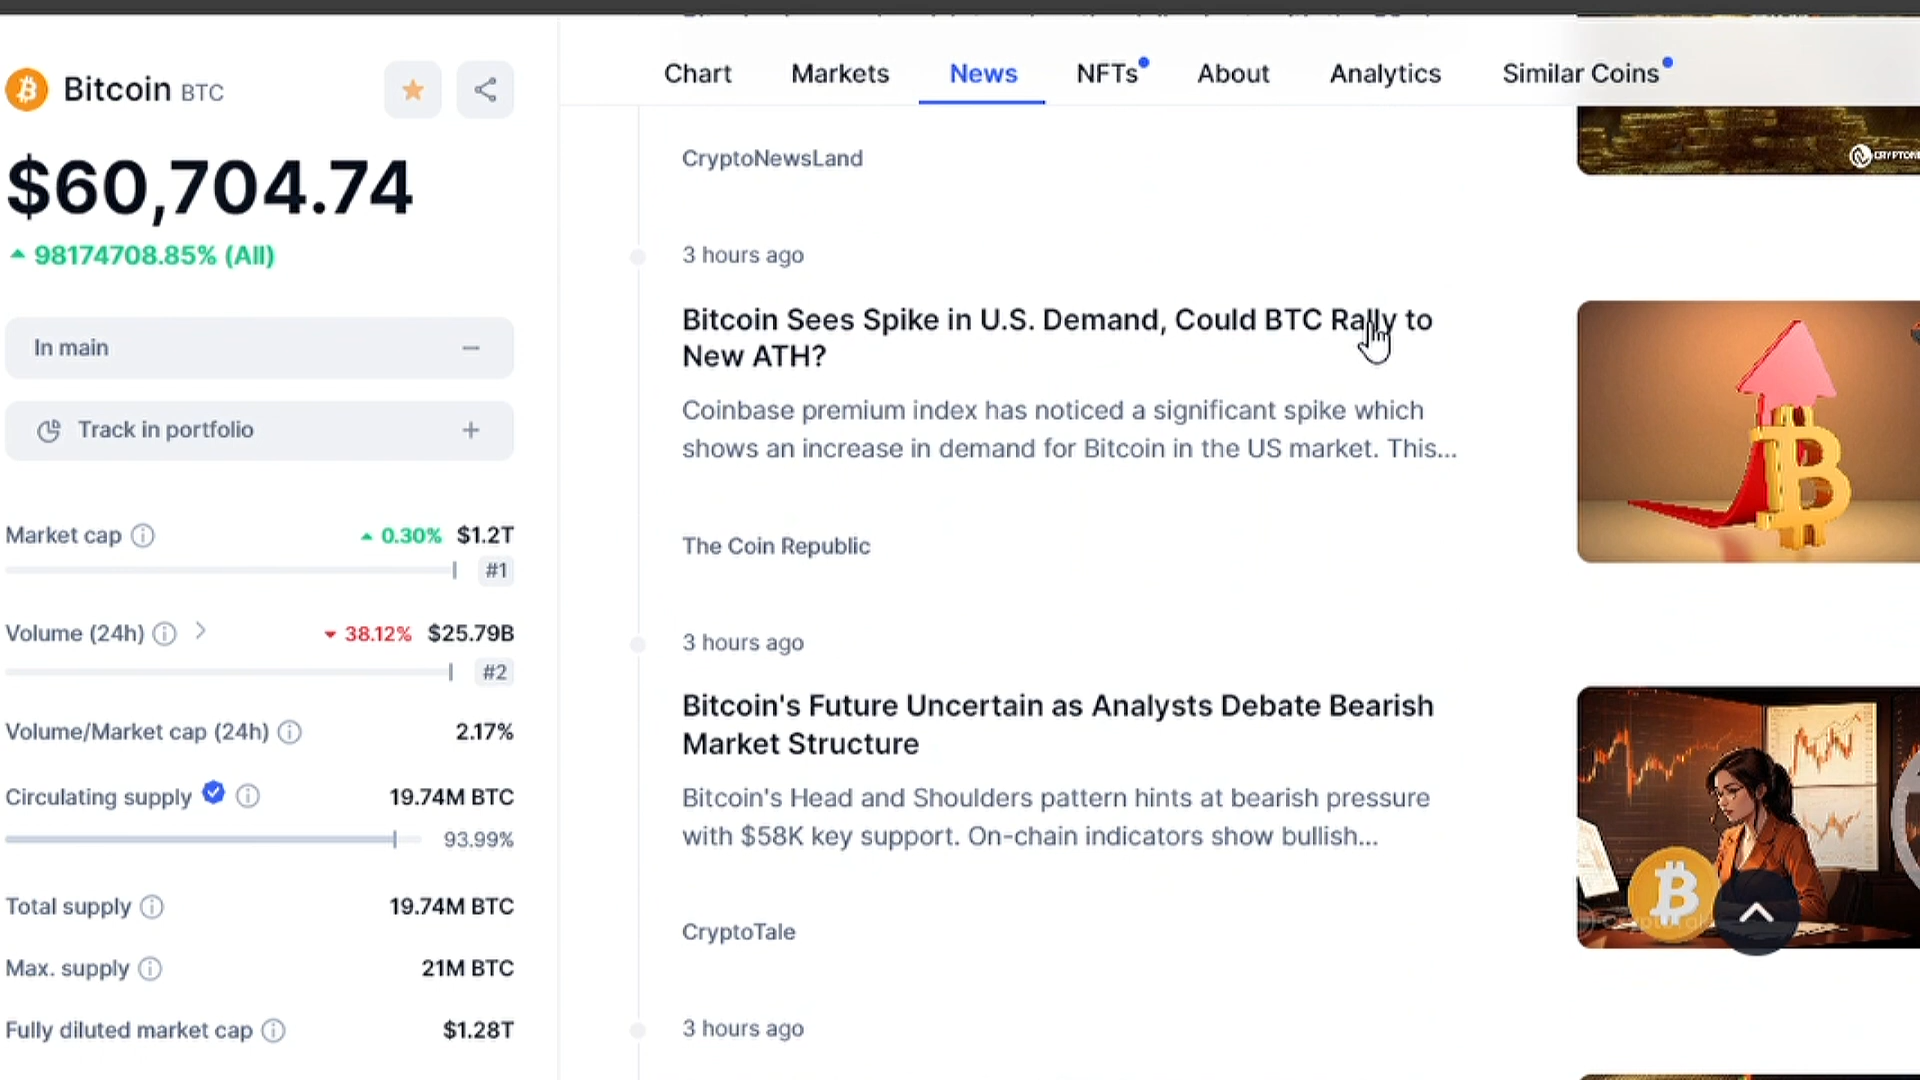 Bitcoin BTC
$60,704.74
98174708.85% (All)
In main
Track in portfolio
Market cap 0.30% $1.2T
#1
Volume (24h) 38.12% $25.79B
#2
Volume/Market cap (24h) 2.17%
Circulating supply 19.74M BTC
93.99%
Total supply 19.74M BTC
Max. supply 21M BTC
Fully diluted market cap $1.28T
Chart Markets News NFTs About Analytics Similar Coins
CryptoNewsLand
3 hours ago
Bitcoin Sees Spike in U.S. Demand, Could BTC Rally to
New ATH?
Coinbase premium index has noticed a significant spike which
shows an increase in demand for Bitcoin in the US market. This...
The Coin Republic
3 hours ago
Bitcoin's Future Uncertain as Analysts Debate Bearish
Market Structure
Bitcoin's Head and Shoulders pattern hints at bearish pressure
with $58K key support. On-chain indicators show bullish...
CryptoTale
3 hours ago